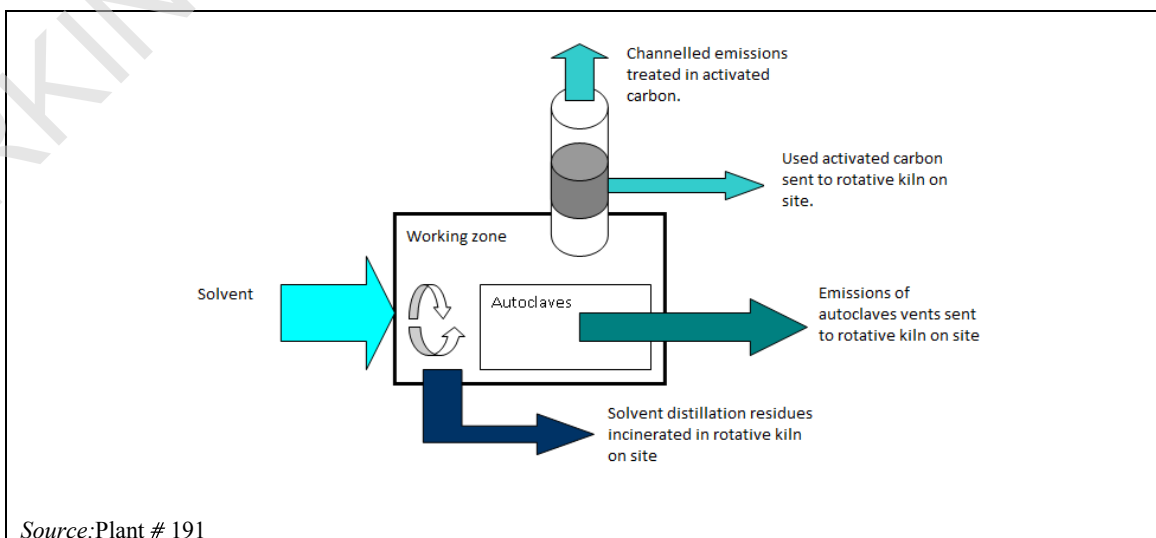 Channelled emissions
treated in activated
carbon.
Used activated carbon
sent to rotative kiln on
site.
Working zone
Solvent
Autoclaves
Emissions of
autoclaves vents sent
to rotative kiln on site
Solvent distillation residues
incinerated in rotative kiln
on site
Source:Plant # 191